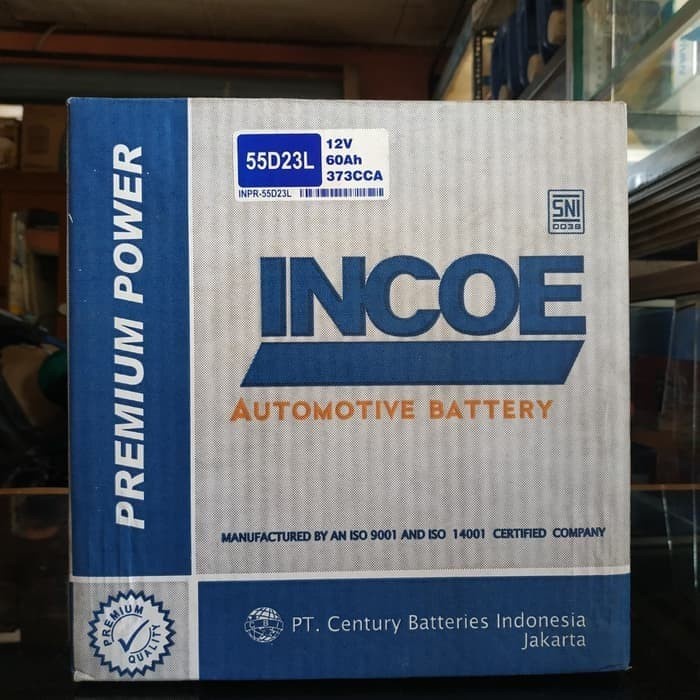 55D23L
12V
60Ah
373CCA
INPR-55D23L
SNI
0038
PREMIUM POWER
INCOE
AUTOMOTIVE BATTERY
MANUFACTURED BY AN ISO 9001 AND ISO 14001 CERTIFIED COMPANY
PREMIUM
QUALITY
PT. Century Batteries Indonesia
Jakarta